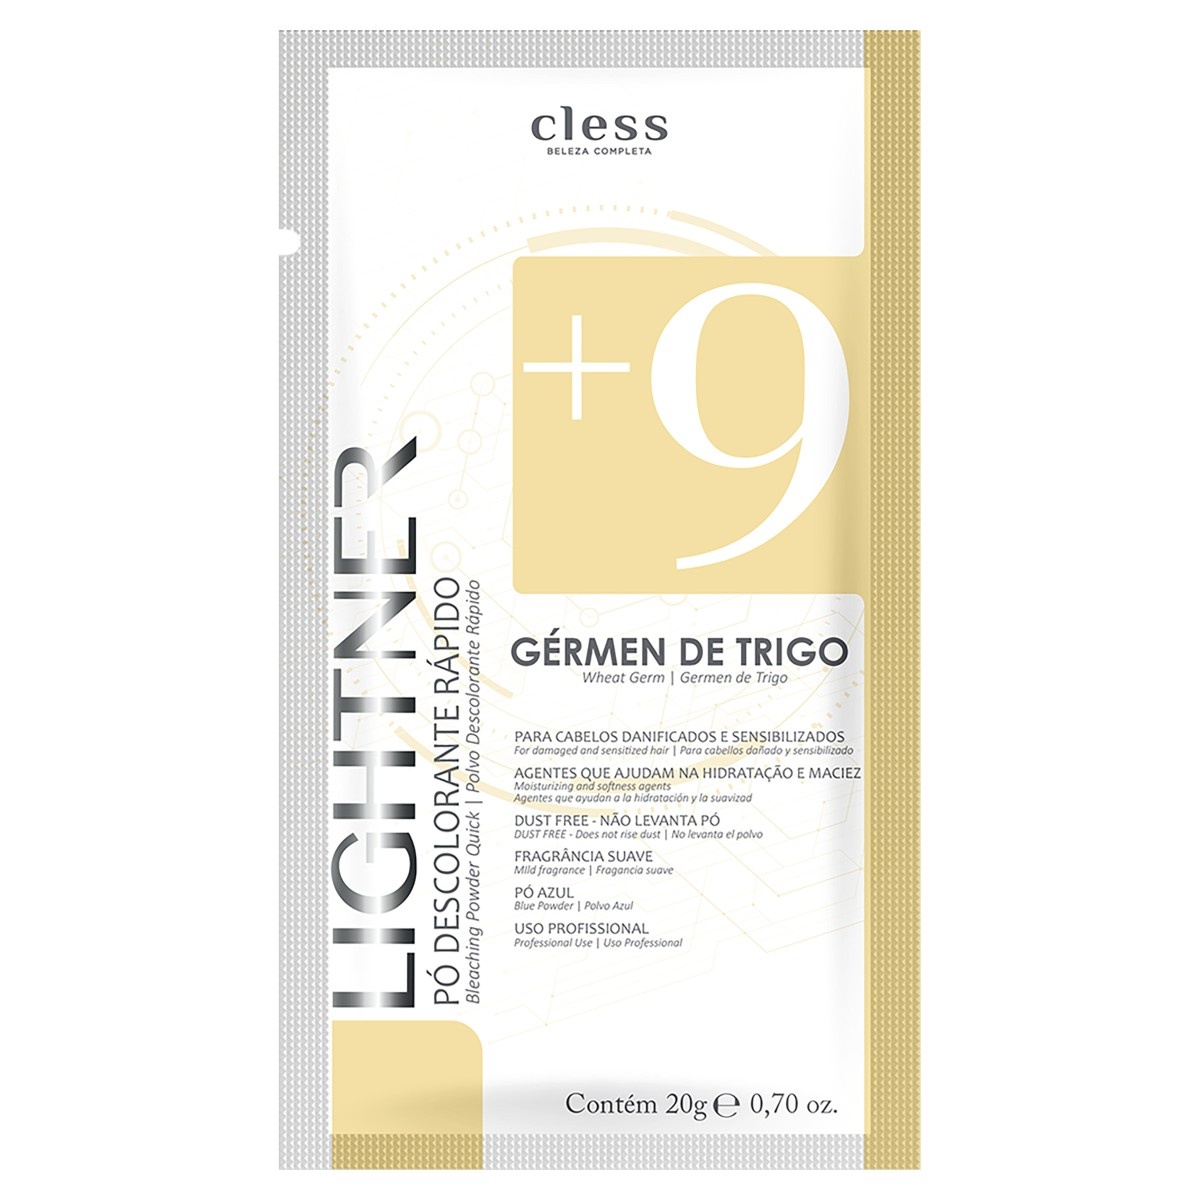 cless
BELEZA COMPLETA
+9
LIGHTNER
PÓ DESCOLORANTE RÁPIDO
Bleaching Powder Quick | Polvo Descolorante Rápido
GÉRMEN DE TRIGO
Wheat Germ | Germen de Trigo
PARA CABELOS DANIFICADOS E SENSIBILIZADOS
For damaged and sensitized hair | Para cabellos dañado y sensibilizado
AGENTES QUE AJUDAM NA HIDRATAÇÃO E MACIEZ
Moisturizing and softness agents
Agentes que ayudan a la hidratación y la suavizad
DUST FREE - NÃO LEVANTA PÓ
DUST FREE - Does not rise dust | No levanta el polvo
FRAGRÂNCIA SUAVE
Mild fragrance | Fragancia suave
PÓ AZUL
Blue Powder | Polvo Azul
USO PROFISSIONAL
Professional Use | Uso Professional
Contém 20g ℮ 0,70 oz.